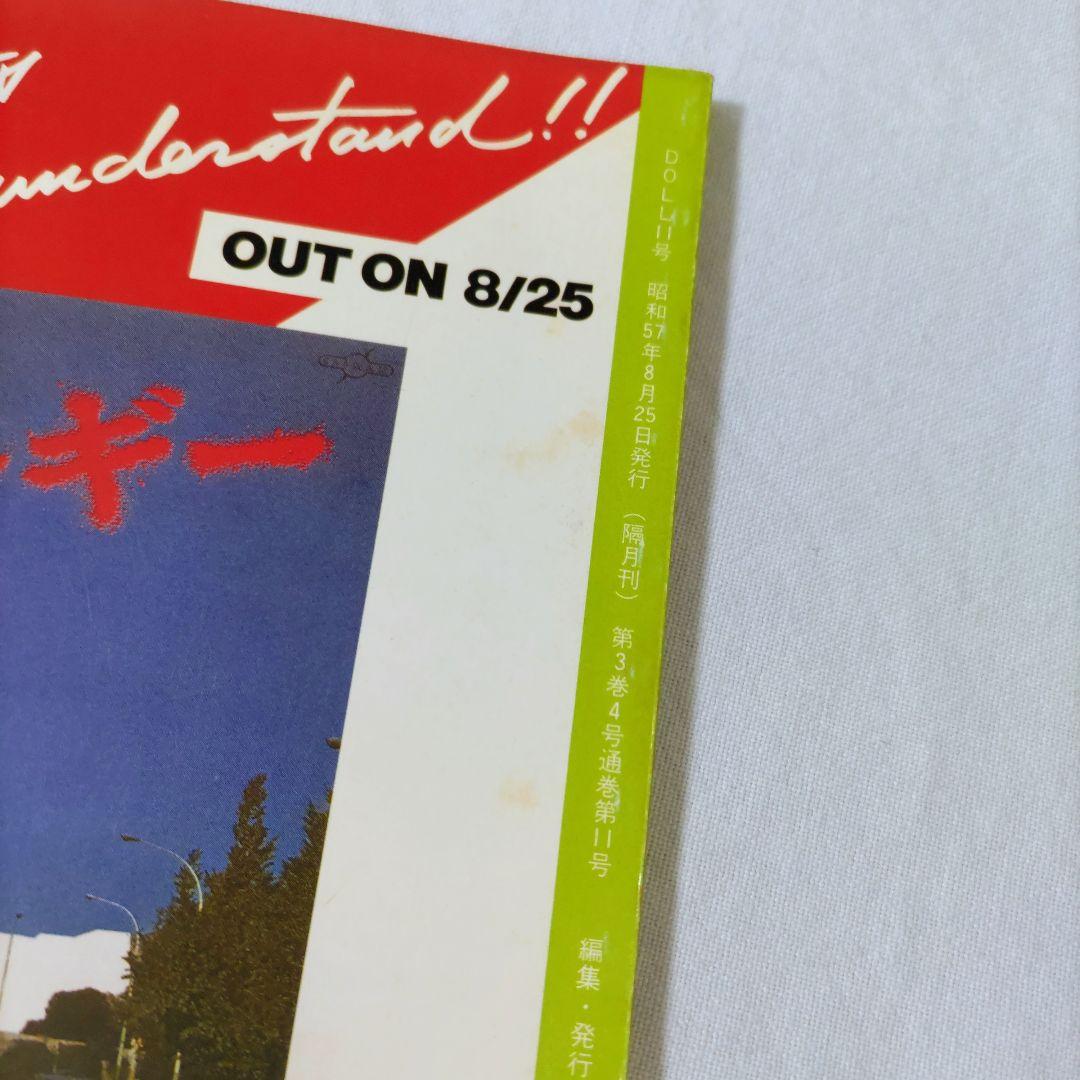 understand!!
OUT ON 8/25
ギー
DOLL11号 昭和57年8月25日発行 (隔月刊) 第3巻4号通巻第11号 編集・発行